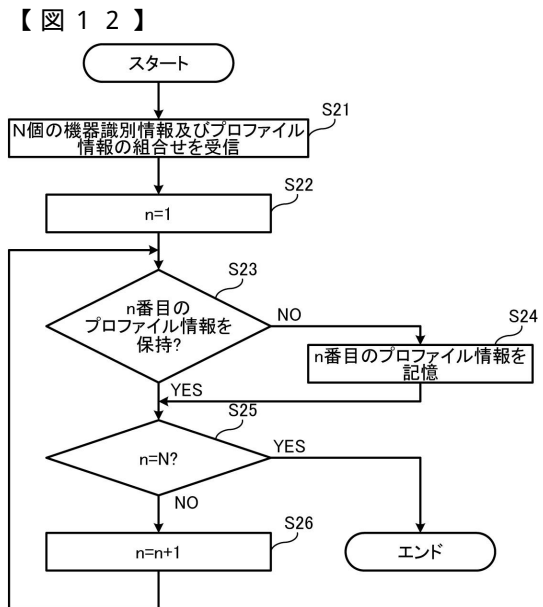 【図１２】
スタート
S21
N個の機器識別情報及びプロファイル
情報の組合せを受信
S22
n=1
S23
n番目の
プロファイル情報を
保持?
NO
S24
n番目のプロファイル情報を
記憶
YES
S25
n=N?
YES
NO
S26
n=n+1
エンド